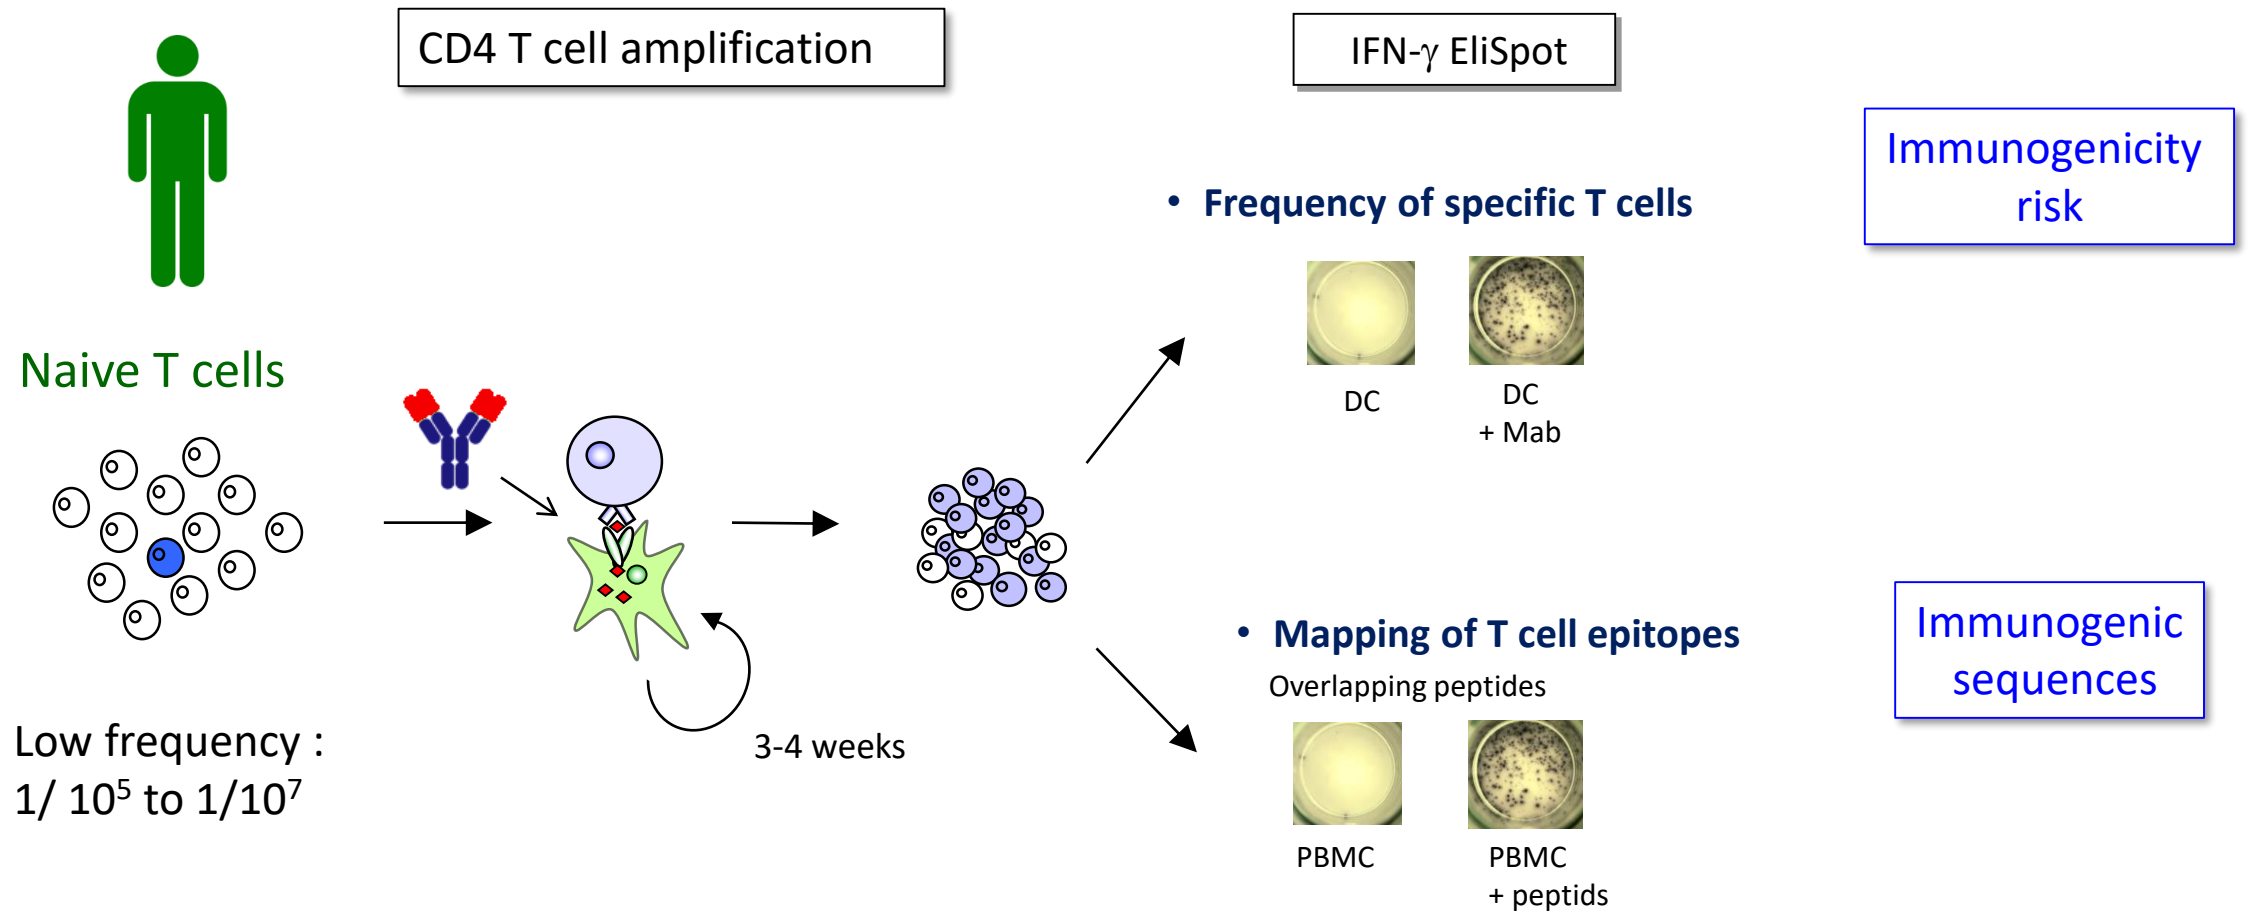 CD4 T cell amplification
IFN-γ EliSpot
Immunogenicity
risk
• Frequency of specific T cells
DC
DC
+ Mab
Naive T cells
Low frequency :
1/ 10⁵ to 1/10⁷
3-4 weeks
• Mapping of T cell epitopes
Overlapping peptides
PBMC
PBMC
+ peptids
Immunogenic
sequences